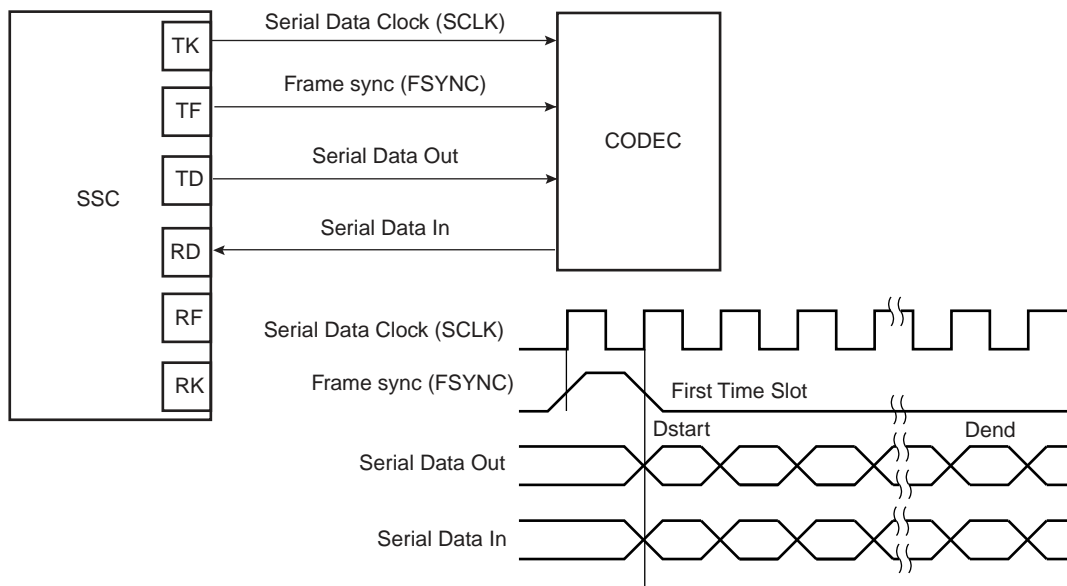 Serial Data Clock (SCLK)
TK
Frame sync (FSYNC)
TF
CODEC
Serial Data Out
TD
SSC
Serial Data In
RD
RF
Serial Data Clock (SCLK)
RK
Frame sync (FSYNC)
First Time Slot
Dstart
Dend
Serial Data Out
Serial Data In